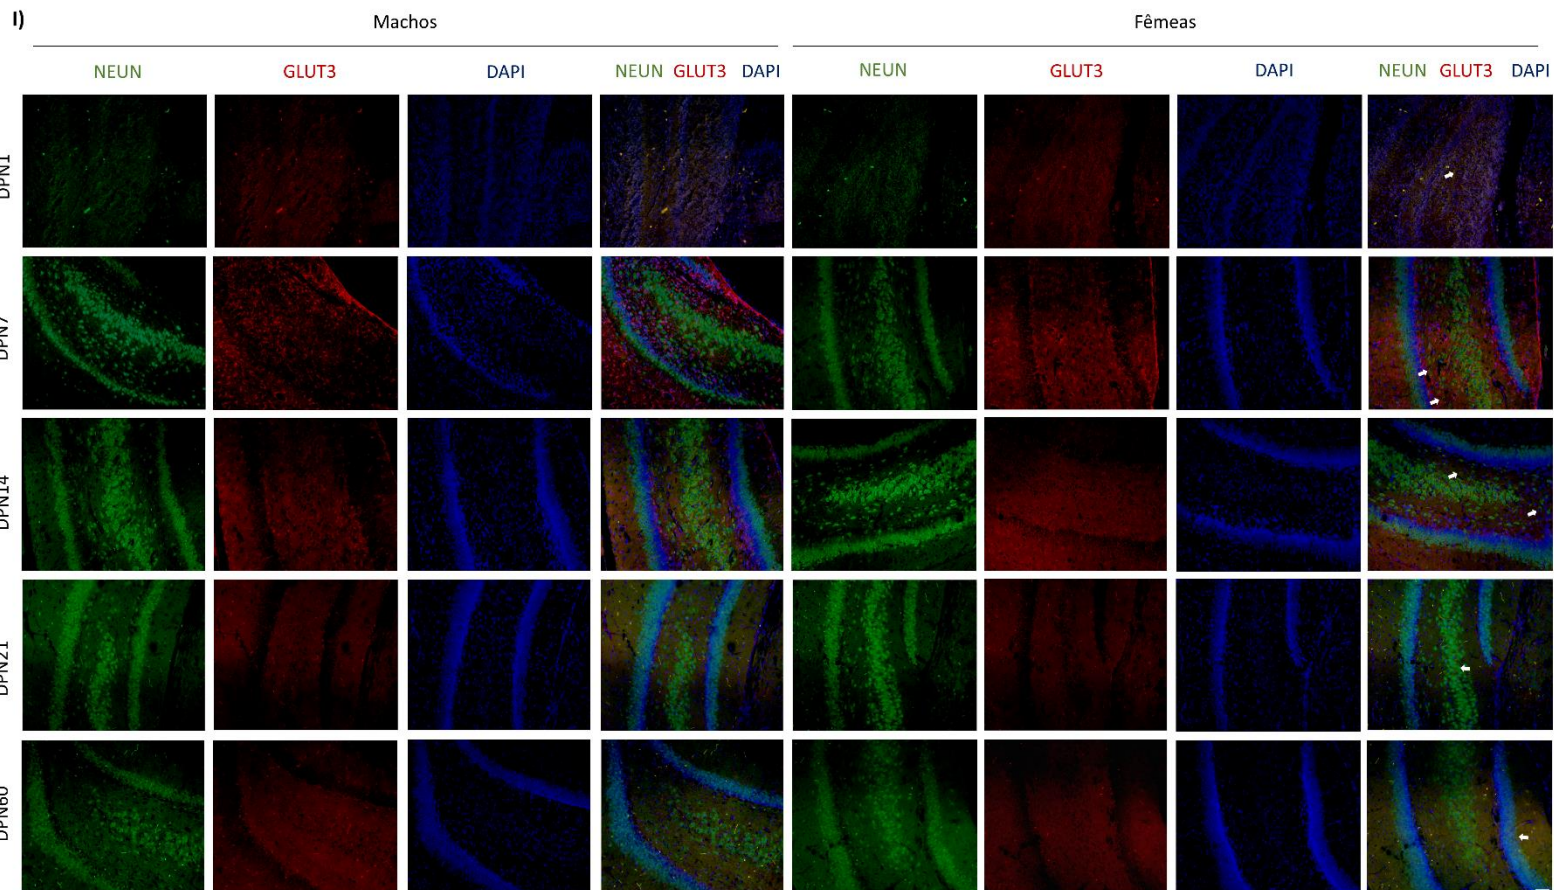 I)
Machos Fêmeas
NEUN GLUT3 DAPI NEUN GLUT3 DAPI NEUN GLUT3 DAPI NEUN GLUT3 DAPI
DPN1
DPN7
DPN14
DPN21
DPN60